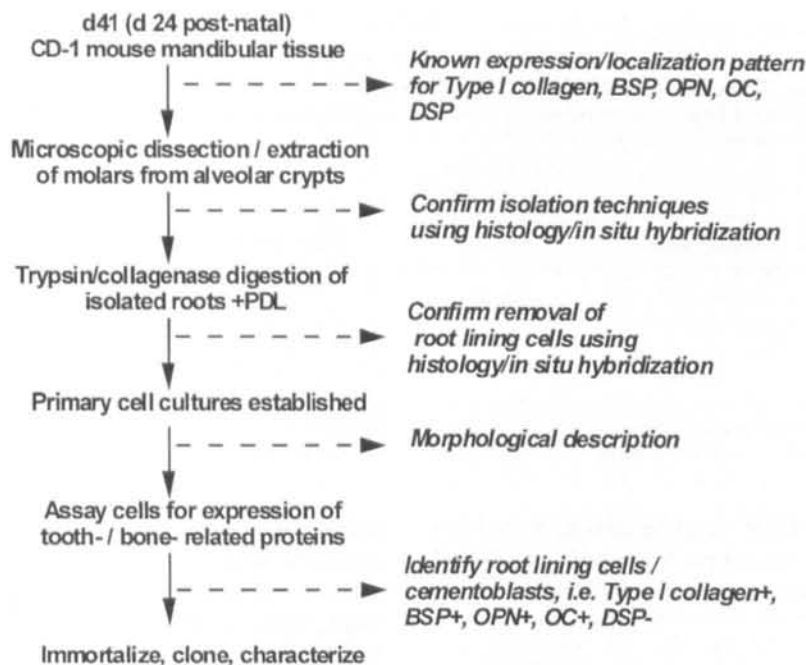 d41 (d 24 post-natal)
CD-1 mouse mandibular tissue
Known expression/localization pattern
for Type I collagen, BSP, OPN, OC,
DSP
Microscopic dissection / extraction
of molars from alveolar crypts
Confirm isolation techniques
using histology/in situ hybridization
Trypsin/collagenase digestion of
isolated roots +PDL
Confirm removal of
root lining cells using
histology/in situ hybridization
Primary cell cultures established
Morphological description
Assay cells for expression of
tooth- / bone- related proteins
Identify root lining cells /
cementoblasts, i.e. Type I collagen+,
BSP+, OPN+, OC+, DSP-
Immortalize, clone, characterize